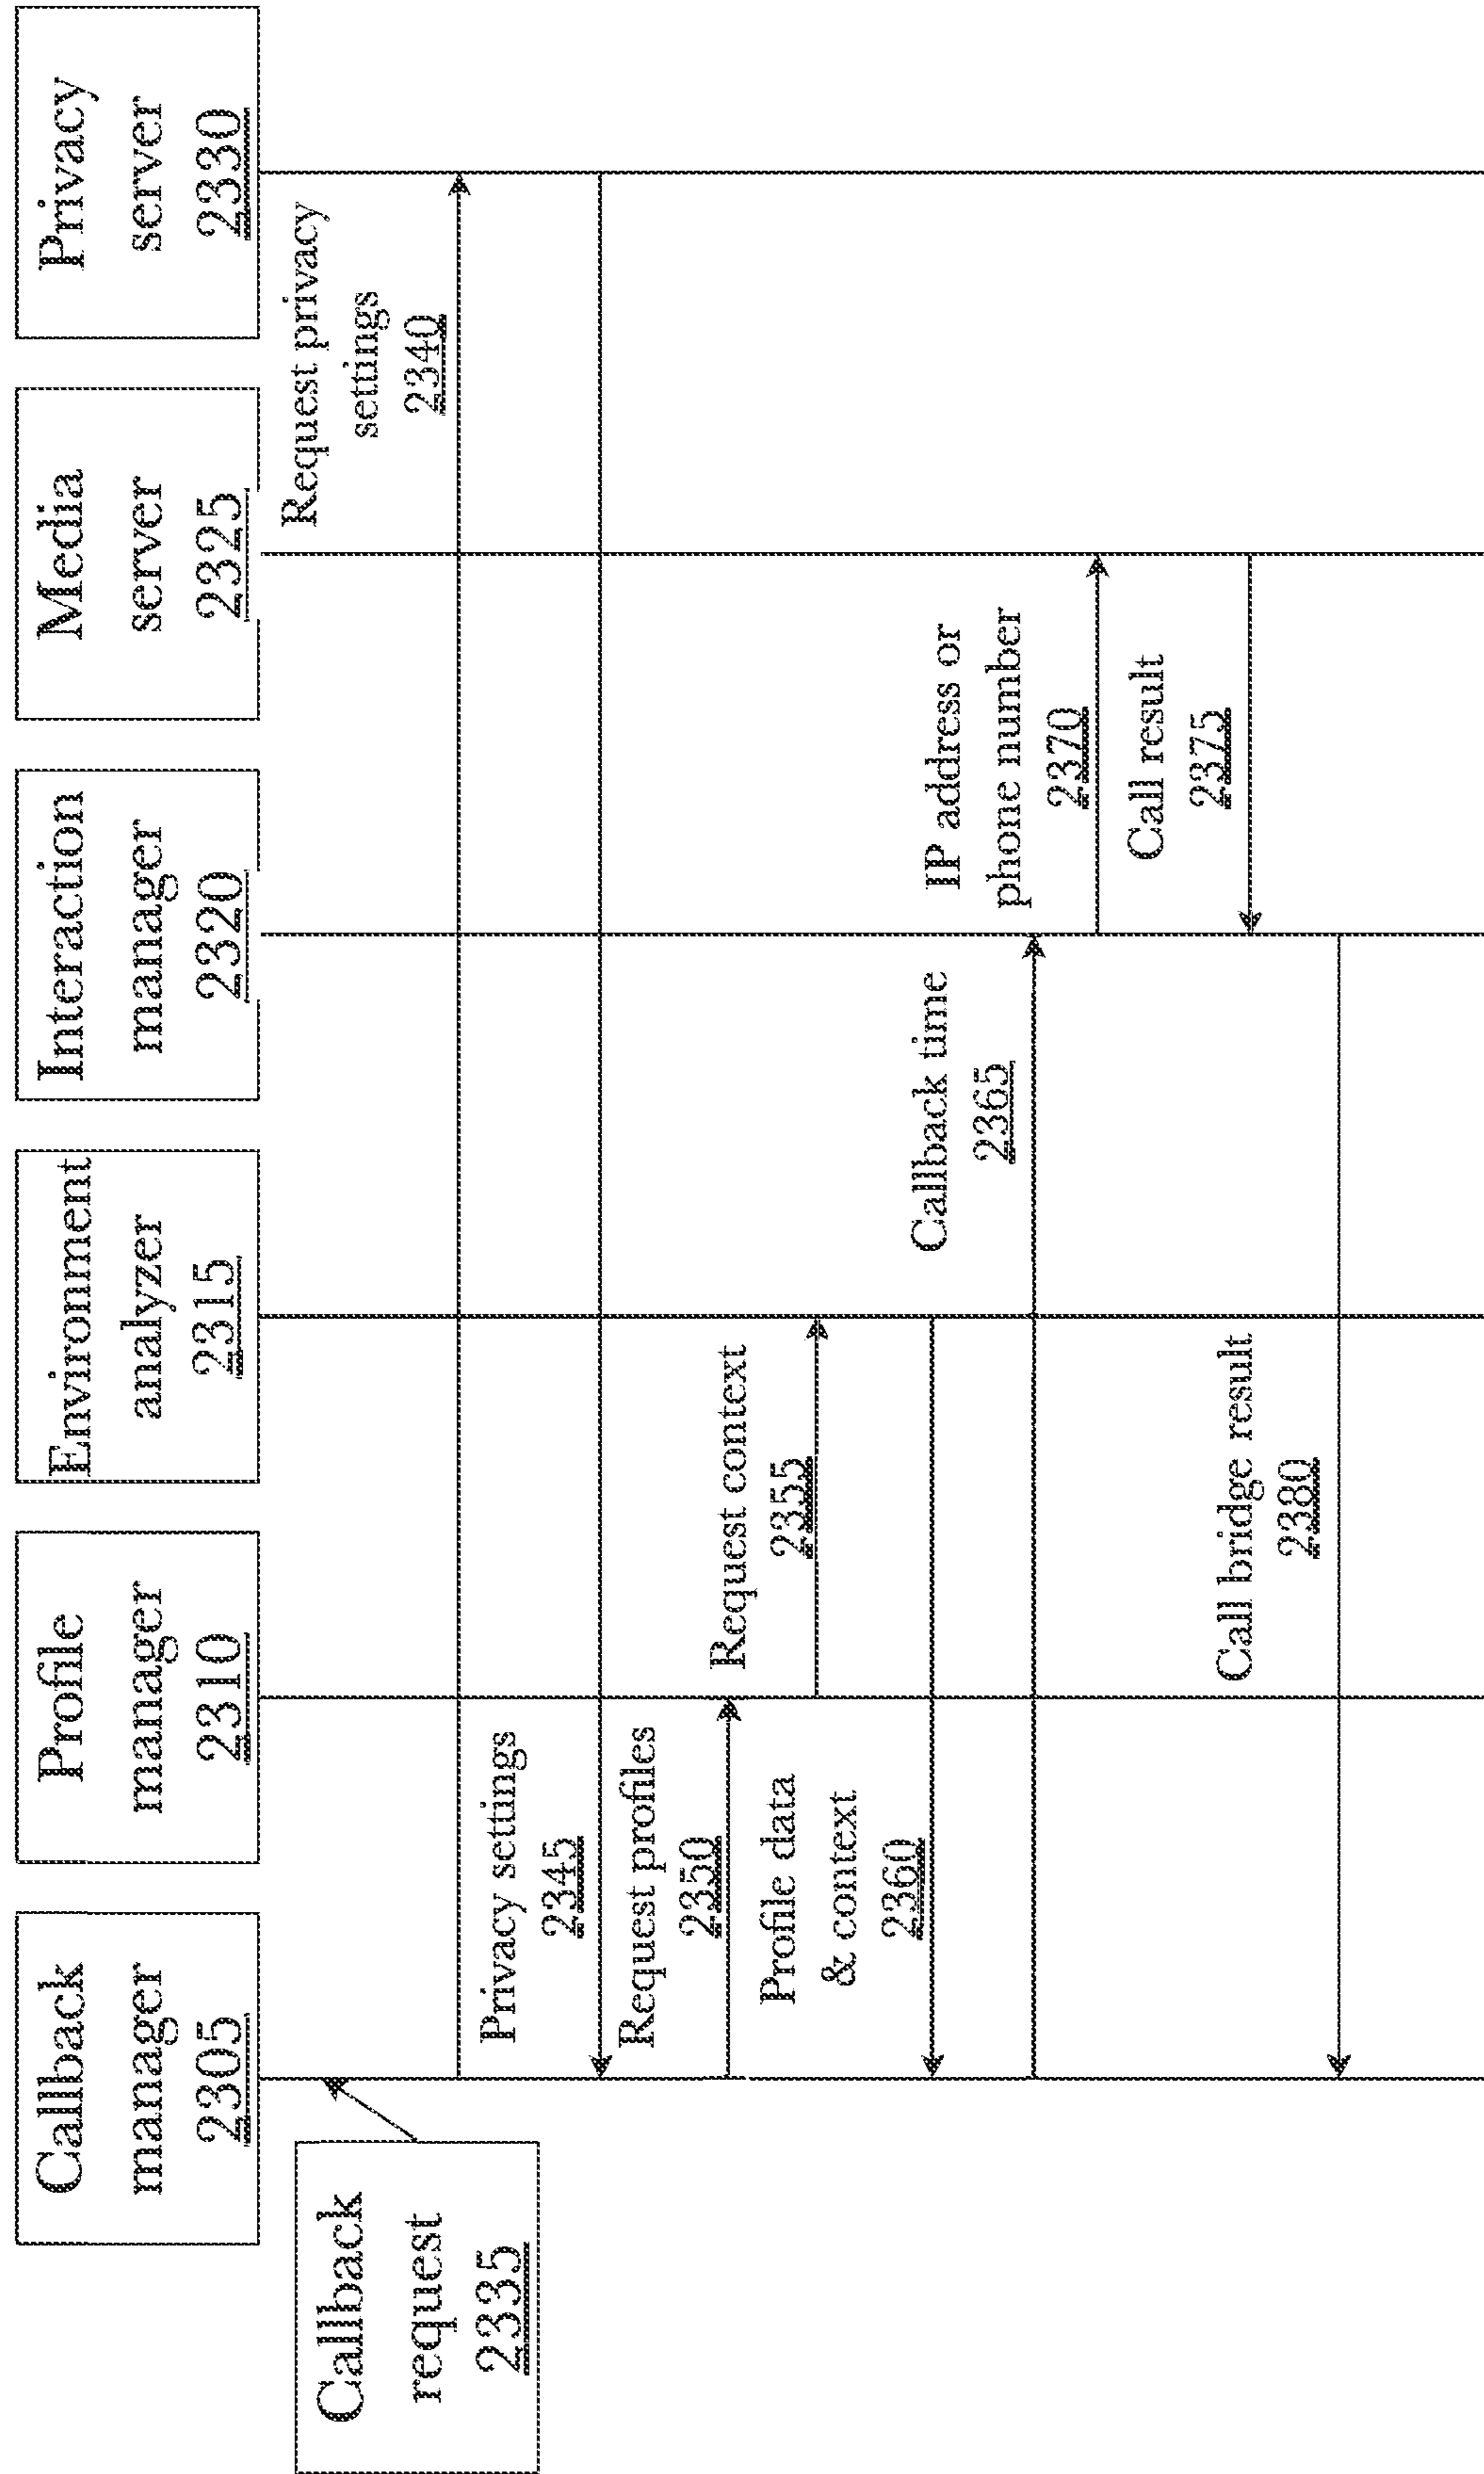 Callback
manager
2305
Profile
manager
2310
Environment
analyzer
2315
Interaction
manager
2320
Media
server
2325
Privacy
server
2330
Callback
request
2335
Request privacy
settings
2340
Privacy settings
2345
Request profiles
2350
Request context
2355
Profile data
& context
2360
Callback time
2365
IP address or
phone number
2370
Call result
2375
Call bridge result
2380